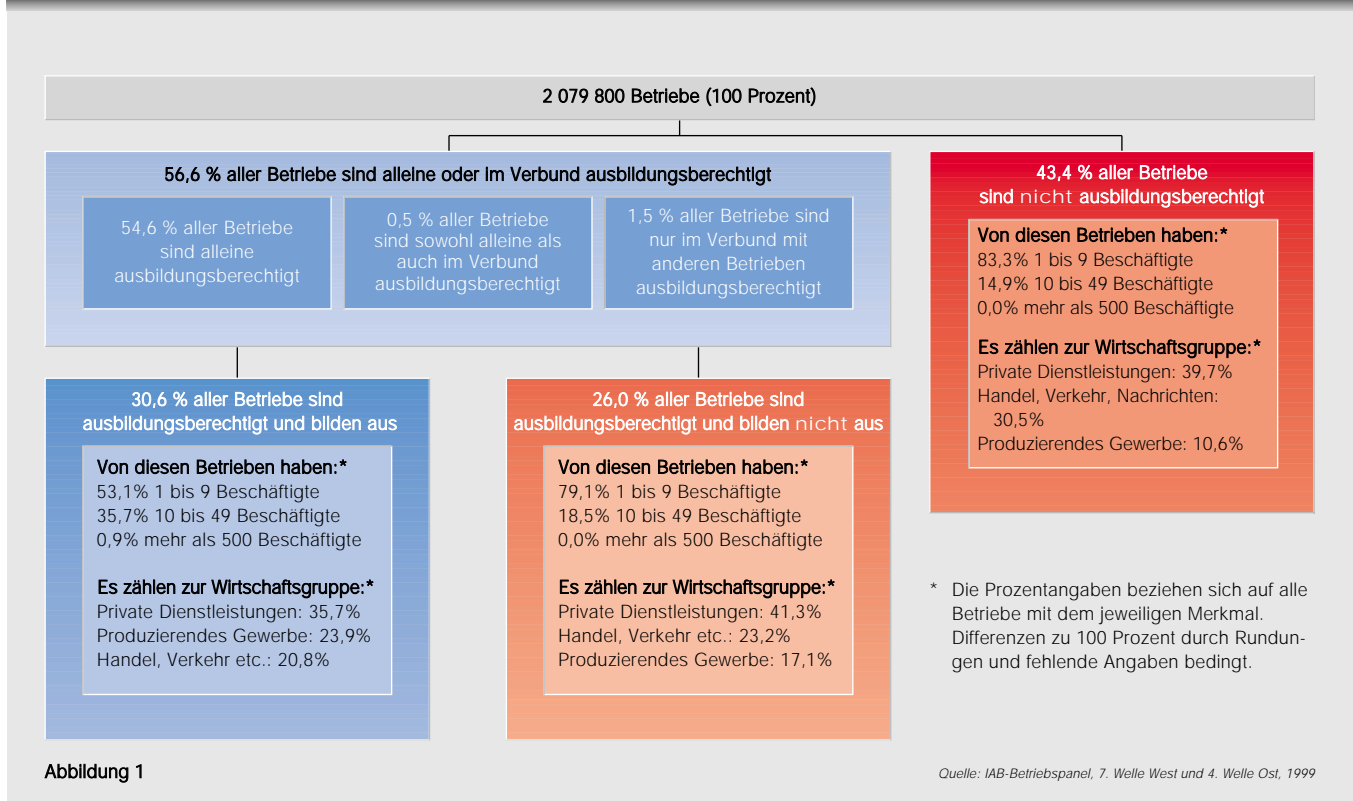 2 079 800 Betriebe (100 Prozent)
56,6 % aller Betriebe sind alleine oder im Verbund ausbildungsberechtigt
54,6 % aller Betriebe
sind alleine
ausbildungsberechtigt
0,5 % aller Betriebe
sind sowohl alleine als
auch im Verbund
ausbildungsberechtigt
1,5 % aller Betriebe sind
nur im Verbund mit
anderen Betrieben
ausbildungsberechtigt
43,4 % aller Betriebe
sind nicht ausbildungsberechtigt
Von diesen Betrieben haben:*
83,3% 1 bis 9 Beschäftigte
14,9% 10 bis 49 Beschäftigte
0,0% mehr als 500 Beschäftigte
Es zählen zur Wirtschaftsgruppe:*
Private Dienstleistungen: 39,7%
Handel, Verkehr, Nachrichten:
30,5%
Produzierendes Gewerbe: 10,6%
30,6 % aller Betriebe sind
ausbildungsberechtigt und bilden aus
Von diesen Betrieben haben:*
53,1% 1 bis 9 Beschäftigte
35,7% 10 bis 49 Beschäftigte
0,9% mehr als 500 Beschäftigte
Es zählen zur Wirtschaftsgruppe:*
Private Dienstleistungen: 35,7%
Produzierendes Gewerbe: 23,9%
Handel, Verkehr etc.: 20,8%
26,0 % aller Betriebe sind
ausbildungsberechtigt und bilden nicht aus
Von diesen Betrieben haben:*
79,1% 1 bis 9 Beschäftigte
18,5% 10 bis 49 Beschäftigte
0,0% mehr als 500 Beschäftigte
Es zählen zur Wirtschaftsgruppe:*
Private Dienstleistungen: 41,3%
Handel, Verkehr etc.: 23,2%
Produzierendes Gewerbe: 17,1%
* Die Prozentangaben beziehen sich auf alle
Betriebe mit dem jeweiligen Merkmal.
Differenzen zu 100 Prozent durch Rundun-
gen und fehlende Angaben bedingt.
Abbildung 1
Quelle: IAB-Betriebspanel, 7. Welle West und 4. Welle Ost, 1999